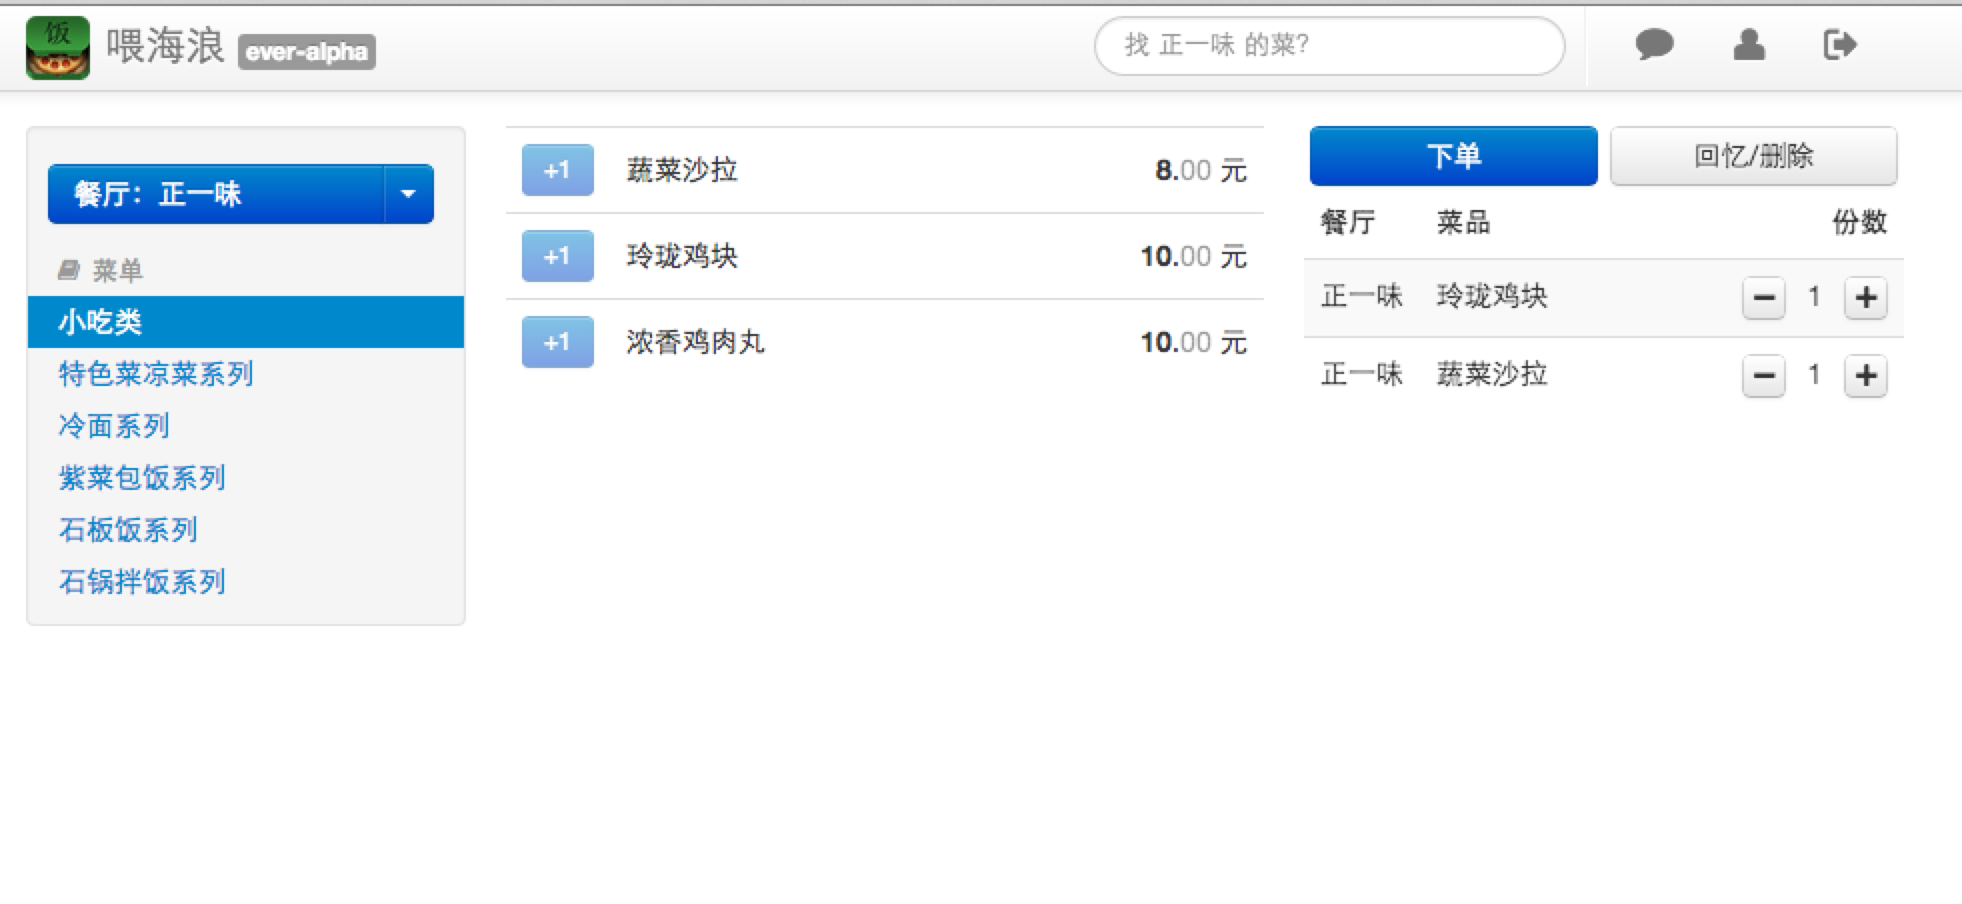 饭
喂海浪 ever-alpha
找 正一味 的菜?
餐厅：正一味
菜单
小吃类
特色菜凉菜系列
冷面系列
紫菜包饭系列
石板饭系列
石锅拌饭系列
+1 蔬菜沙拉 8.00 元
+1 玲珑鸡块 10.00 元
+1 浓香鸡肉丸 10.00 元
下单 回忆/删除
餐厅 菜品 份数
正一味 玲珑鸡块 − 1 +
正一味 蔬菜沙拉 − 1 +